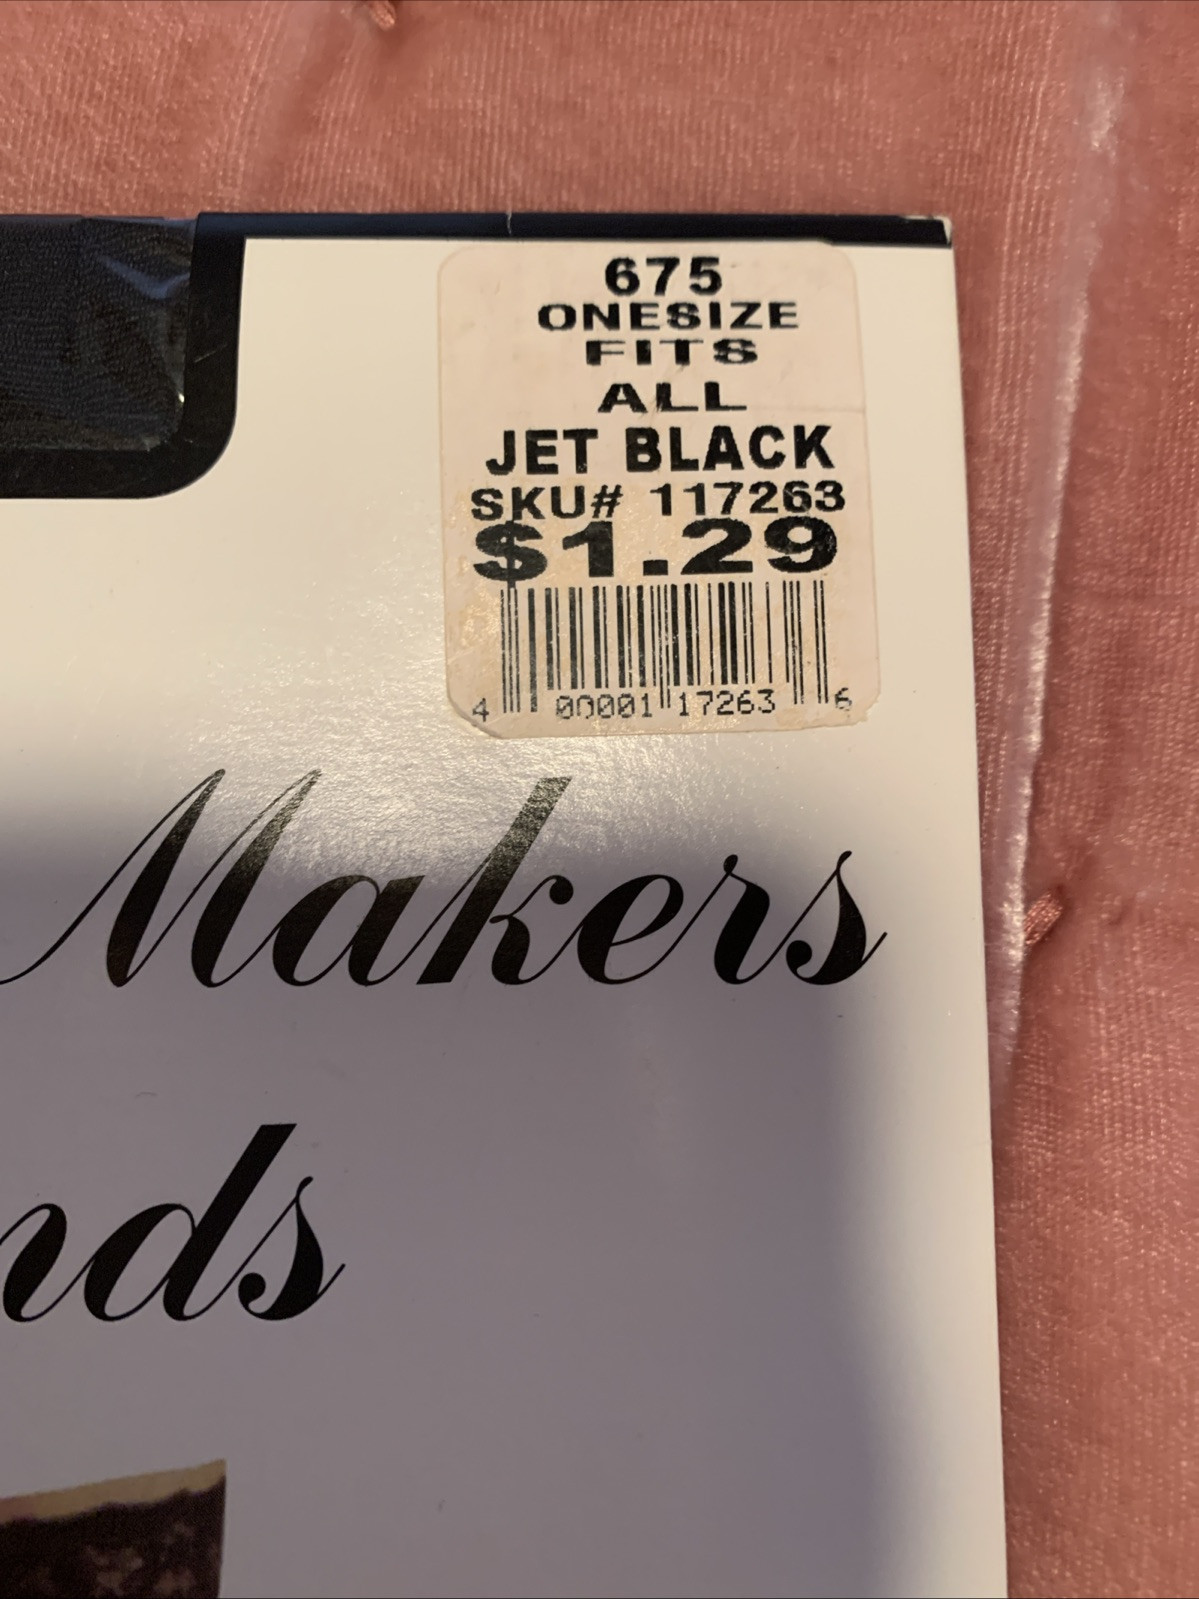 675
ONESIZE
FITS
ALL
JET BLACK
SKU# 117263
$1.29
4 00001 17263 6
Makers
nds